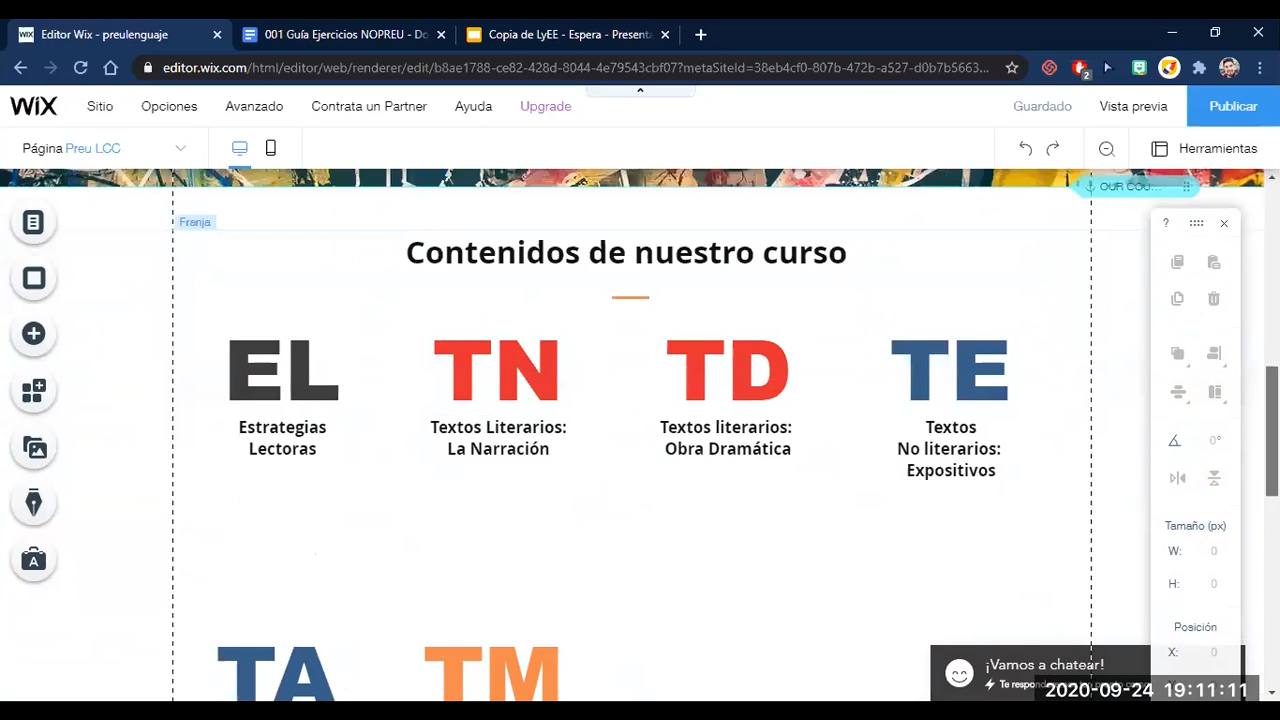 Editor Wix - preulenguaje
001 Guía Ejercicios NOPREU - Do
Copia de LyEE - Espera - Presenta
editor.wix.com/html/editor/web/renderer/edit/b8ae1788-ce82-428d-8044-4e79543cbf07?metaSiteId=38eb4cf0-807b-472b-a527-d0b7b5663...
2
WIX Sitio Opciones Avanzado Contrata un Partner Ayuda Upgrade Guardado Vista previa Publicar
Página Preu LCC
Herramientas
OUR COU...
Franja
?
Contenidos de nuestro curso
EL
Estrategias
Lectoras
TN
Textos Literarios:
La Narración
TD
Textos literarios:
Obra Dramática
TE
Textos
No literarios:
Expositivos
TA
TM
0°
Tamaño (px)
W: 0
H: 0
Posición
X: 0
¡Vamos a chatear!
2020-09-24 19:11:11